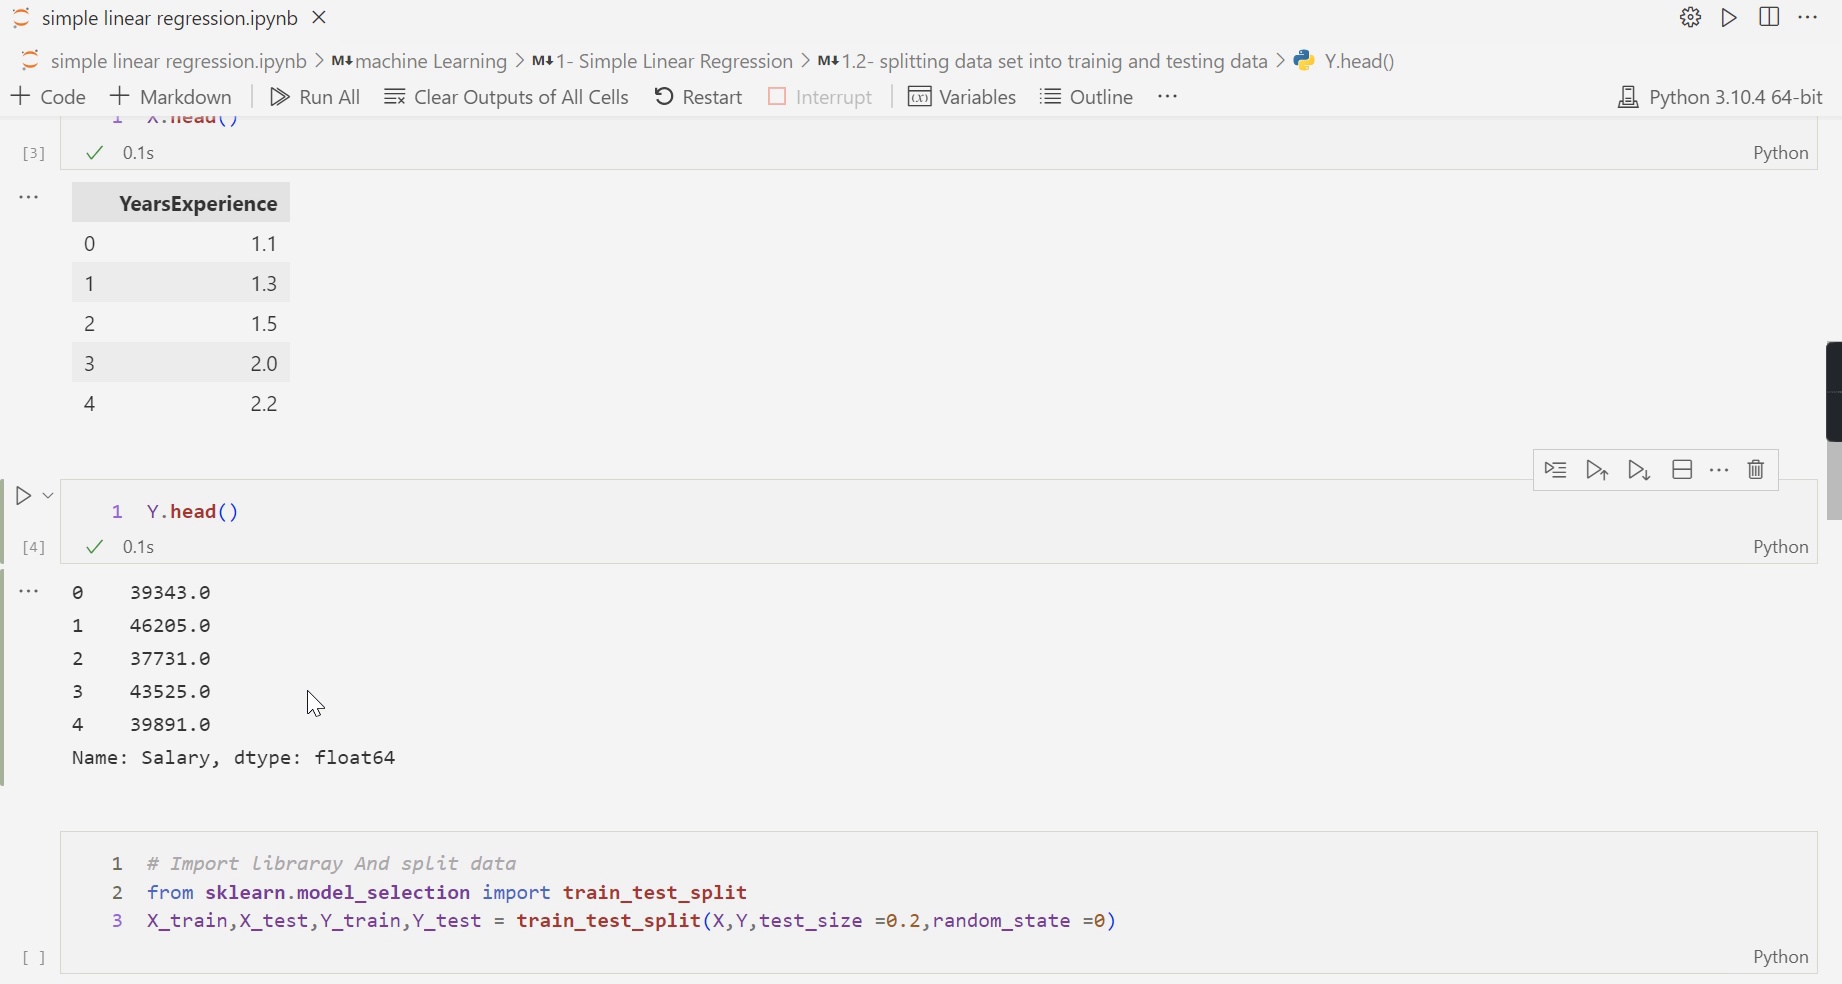 simple linear regression.ipynb
simple linear regression.ipynb > M↓ machine Learning > M↓ 1- Simple Linear Regression > M↓ 1.2- splitting data set into trainig and testing data > Y.head()
+ Code + Markdown Run All Clear Outputs of All Cells Restart Interrupt (x) Variables Outline ... Python 3.10.4 64-bit
1 X.head()
[3] 0.1s Python
YearsExperience
0 1.1
1 1.3
2 1.5
3 2.0
4 2.2
1 Y.head()
[4] 0.1s Python
0 39343.0
1 46205.0
2 37731.0
3 43525.0
4 39891.0
Name: Salary, dtype: float64
1 # Import libraray And split data
2 from sklearn.model_selection import train_test_split
3 X_train,X_test,Y_train,Y_test = train_test_split(X,Y,test_size =0.2,random_state =0)
[ ] Python